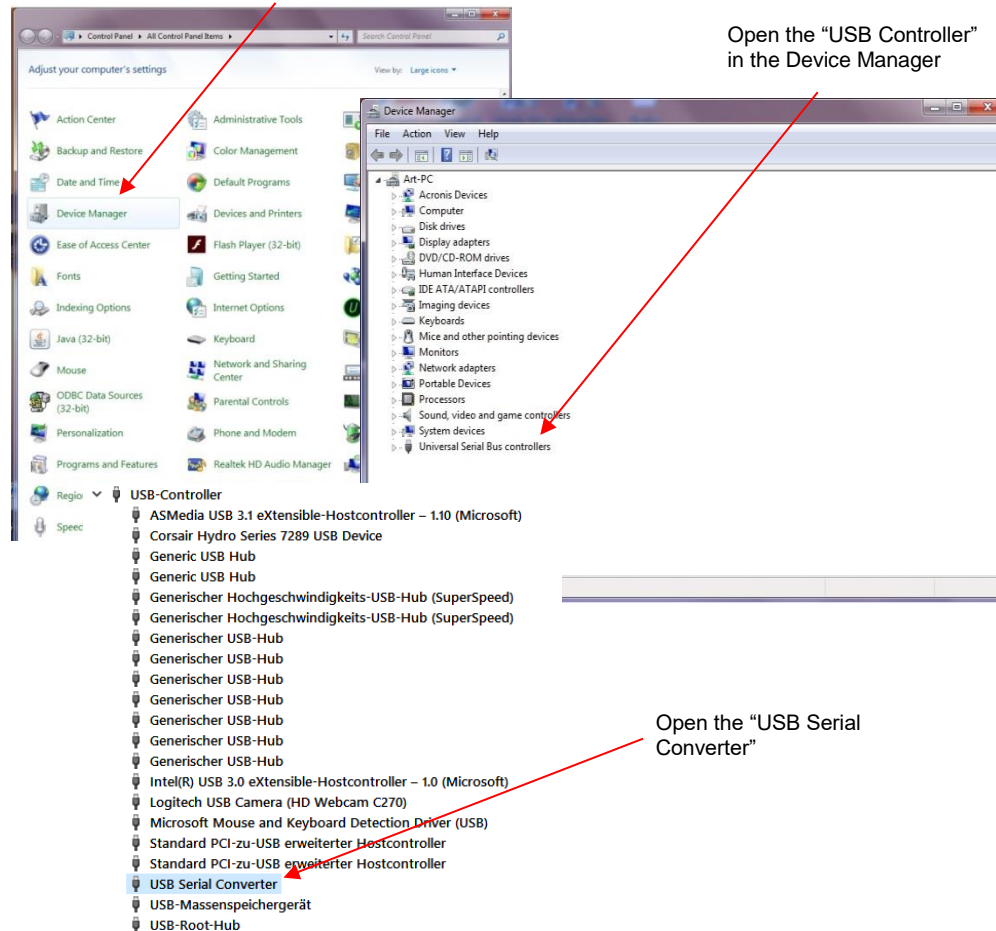 Control Panel ▸ All Control Panel Items ▸
Search Control Panel
Adjust your computer's settings
View by: Large icons
Action Center
Administrative Tools
Backup and Restore
Color Management
Date and Time
Default Programs
Device Manager
Devices and Printers
Ease of Access Center
Flash Player (32-bit)
Fonts
Getting Started
Indexing Options
Internet Options
Java (32-bit)
Keyboard
Mouse
Network and Sharing
Center
ODBC Data Sources
(32-bit)
Parental Controls
Personalization
Phone and Modem
Programs and Features
Realtek HD Audio Manager
Regio
Speec
Open the “USB Controller”
in the Device Manager
Device Manager
File Action View Help
Art-PC
Acronis Devices
Computer
Disk drives
Display adapters
DVD/CD-ROM drives
Human Interface Devices
IDE ATA/ATAPI controllers
Imaging devices
Keyboards
Mice and other pointing devices
Monitors
Network adapters
Portable Devices
Processors
Sound, video and game controllers
System devices
Universal Serial Bus controllers
USB-Controller
ASMedia USB 3.1 eXtensible-Hostcontroller – 1.10 (Microsoft)
Corsair Hydro Series 7289 USB Device
Generic USB Hub
Generic USB Hub
Generischer Hochgeschwindigkeits-USB-Hub (SuperSpeed)
Generischer Hochgeschwindigkeits-USB-Hub (SuperSpeed)
Generischer USB-Hub
Generischer USB-Hub
Generischer USB-Hub
Generischer USB-Hub
Generischer USB-Hub
Generischer USB-Hub
Generischer USB-Hub
Intel(R) USB 3.0 eXtensible-Hostcontroller – 1.0 (Microsoft)
Logitech USB Camera (HD Webcam C270)
Microsoft Mouse and Keyboard Detection Driver (USB)
Standard PCI-zu-USB erweiterter Hostcontroller
Standard PCI-zu-USB erweiterter Hostcontroller
USB Serial Converter
USB-Massenspeichergerät
USB-Root-Hub
Open the “USB Serial
Converter”